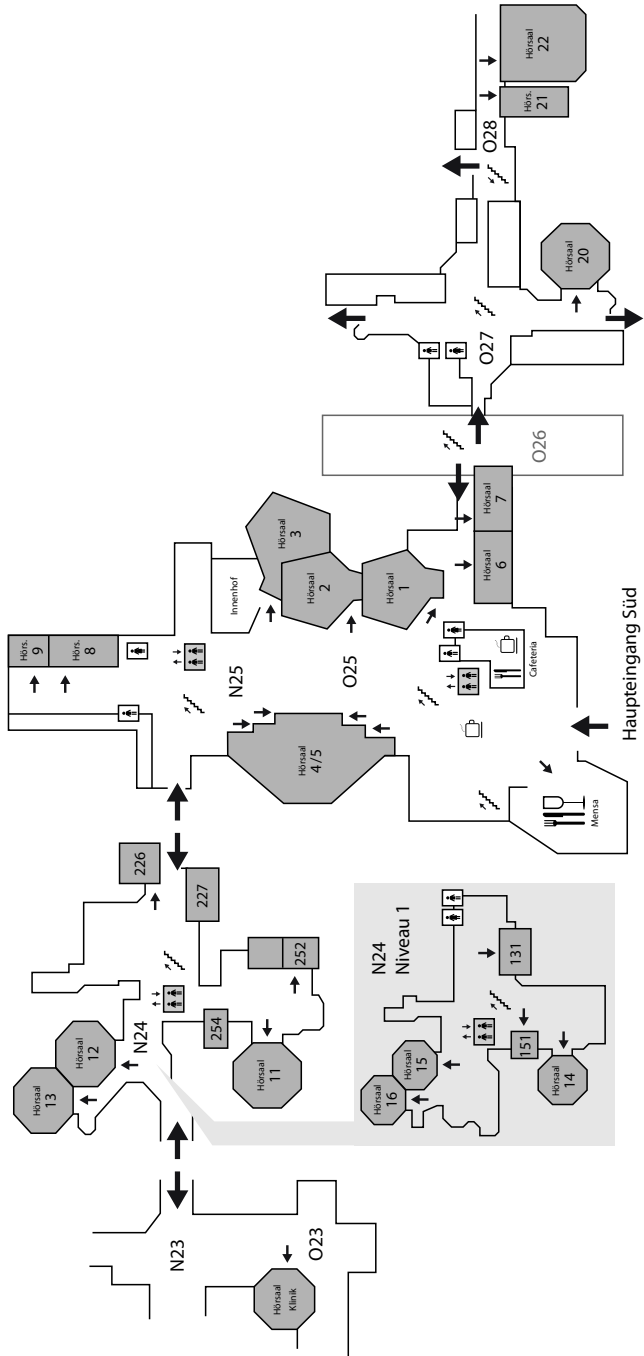 N23
O23
Hörsaal
Klinik
Hörsaal
13
Hörsaal
12
N24
254
Hörsaal
11
252
227
226
N24
Niveau 1
Hörsaal
16
Hörsaal
15
151
Hörsaal
14
131
Hörs.
9
Hörs.
8
N25
O25
Innenhof
Hörsaal
3
Hörsaal
2
Hörsaal
1
Hörsaal
4/5
Hörsaal
6
Hörsaal
7
Cafeteria
Mensa
Haupteingang Süd
O26
O27
Hörsaal
20
O28
Hörs.
21
Hörsaal
22